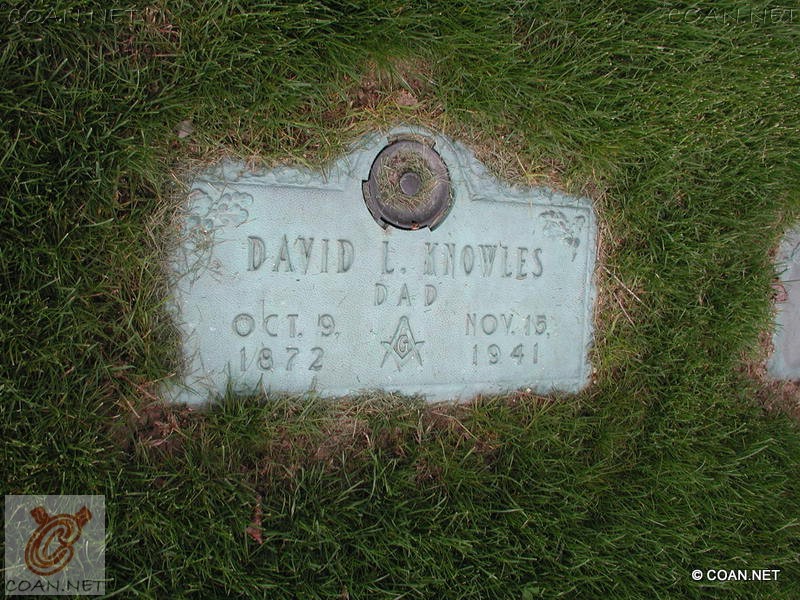 COAN.NET
COAN.NET
DAVID L. KNOWLES
DAD
OCT. 9, NOV. 15,
1872 1941
G
COAN.NET
© COAN.NET